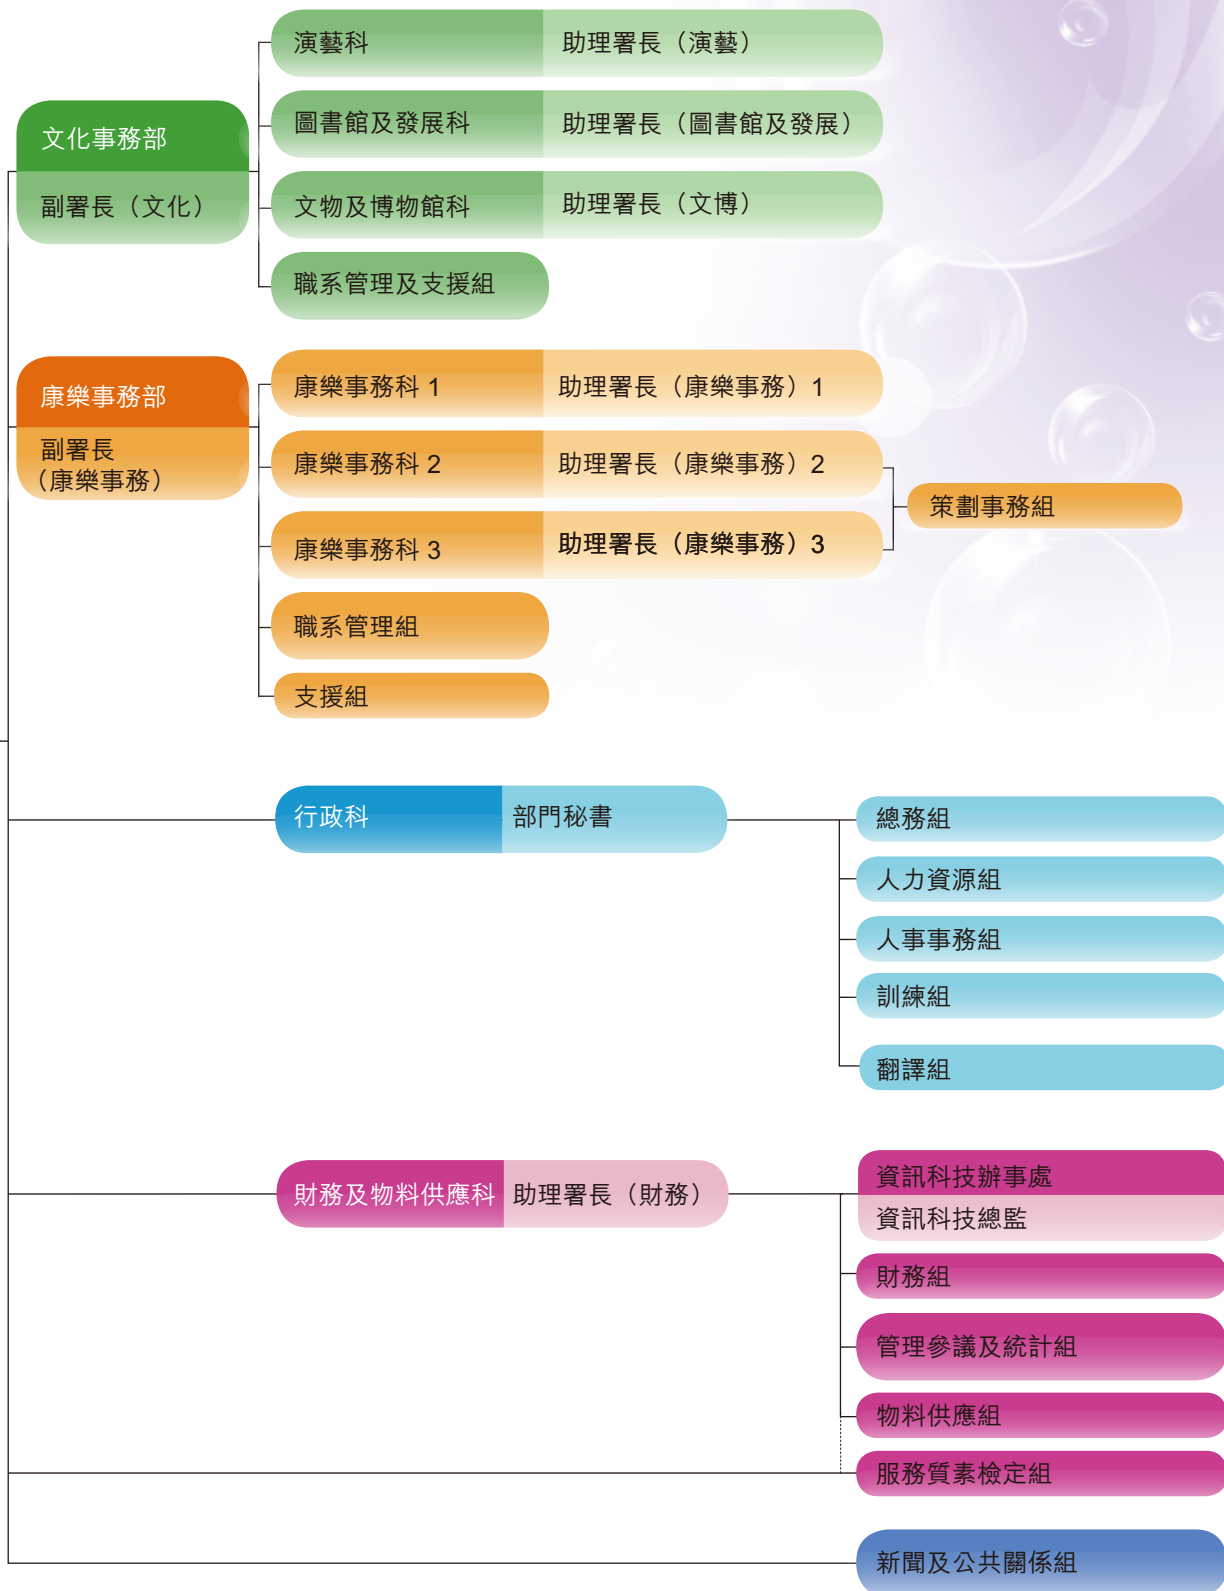 演藝科
助理署長（演藝）
文化事務部
副署長（文化）
圖書館及發展科
助理署長（圖書館及發展）
文物及博物館科
助理署長（文博）
職系管理及支援組
康樂事務部
副署長
（康樂事務）
康樂事務科 1
助理署長（康樂事務）1
康樂事務科 2
助理署長（康樂事務）2
康樂事務科 3
助理署長（康樂事務）3
策劃事務組
職系管理組
支援組
行政科
部門秘書
總務組
人力資源組
人事事務組
訓練組
翻譯組
財務及物料供應科
助理署長（財務）
資訊科技辦事處
資訊科技總監
財務組
管理參議及統計組
物料供應組
服務質素檢定組
新聞及公共關係組